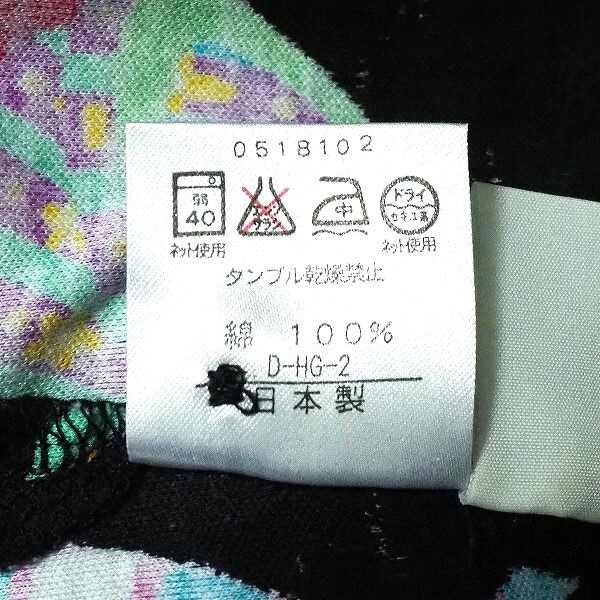 0518102
弱 40 エンソ サラシ 中 ドライ セキユ系
ネット使用 ネット使用
タンブル乾燥禁止
綿 100%
D-HG-2
日本製